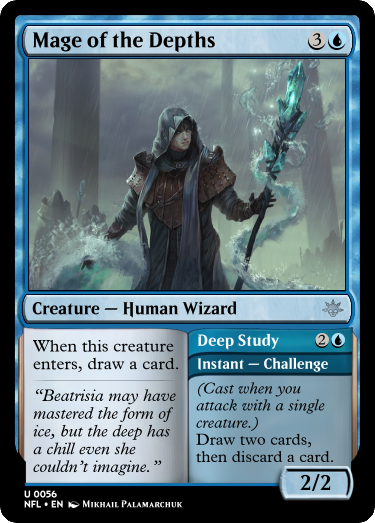 Mage of the Depths 3
Creature — Human Wizard
When this creature
enters, draw a card.
“Beatrisia may have
mastered the form of
ice, but the deep has
a chill even she
couldn’t imagine.”
Deep Study 2
Instant — Challenge
(Cast when you
attack with a single
creature.)
Draw two cards,
then discard a card.
2/2
U 0056
NFL • EN Mikhail Palamarchuk